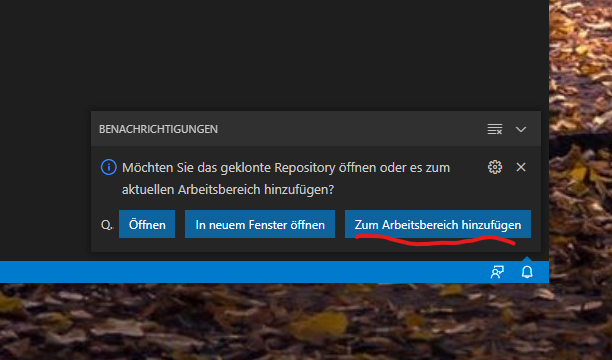 BENACHRICHTIGUNGEN
Möchten Sie das geklonte Repository öffnen oder es zum
aktuellen Arbeitsbereich hinzufügen?
Q. Öffnen In neuem Fenster öffnen Zum Arbeitsbereich hinzufügen